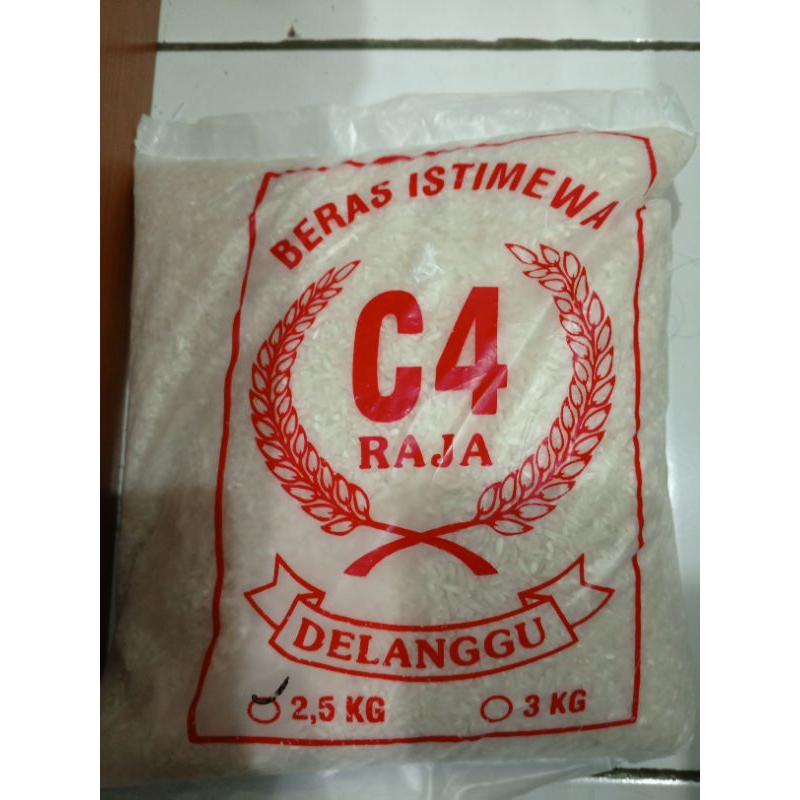 BERAS ISTIMEWA
C4
RAJA
DELANGGU
2,5 KG
3 KG